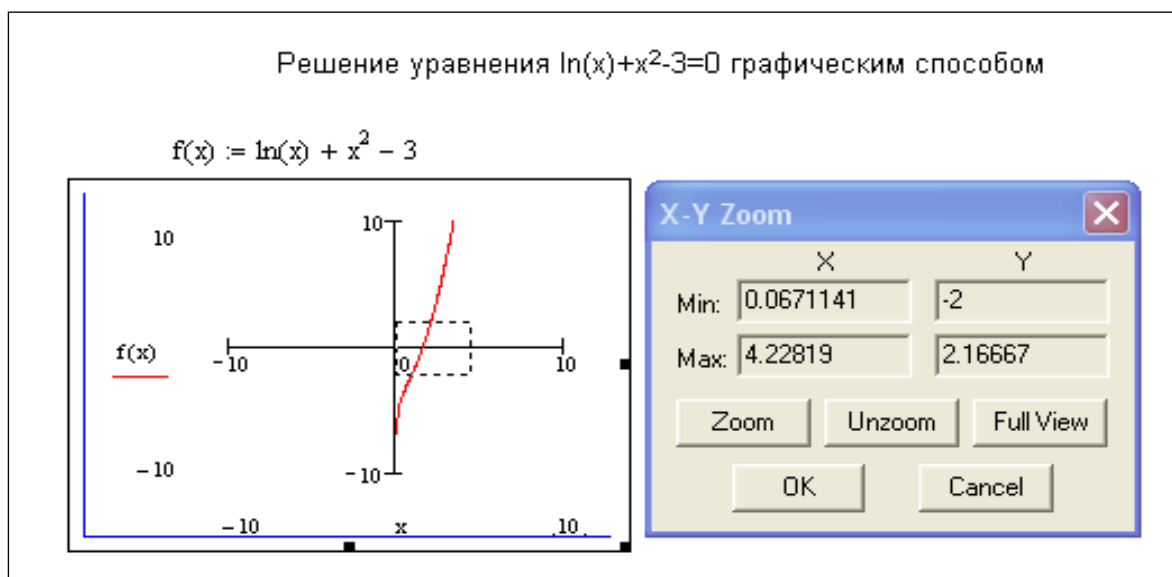 Решение уравнения ln(x)+x²-3=0 графическим способом
f(x) := ln(x) + x² − 3
10
f(x)
−10
−10
x
10
10
−10
0
10
−10
X-Y Zoom
X Y
Min: 0.0671141 -2
Max: 4.22819 2.16667
Zoom Unzoom Full View
OK Cancel